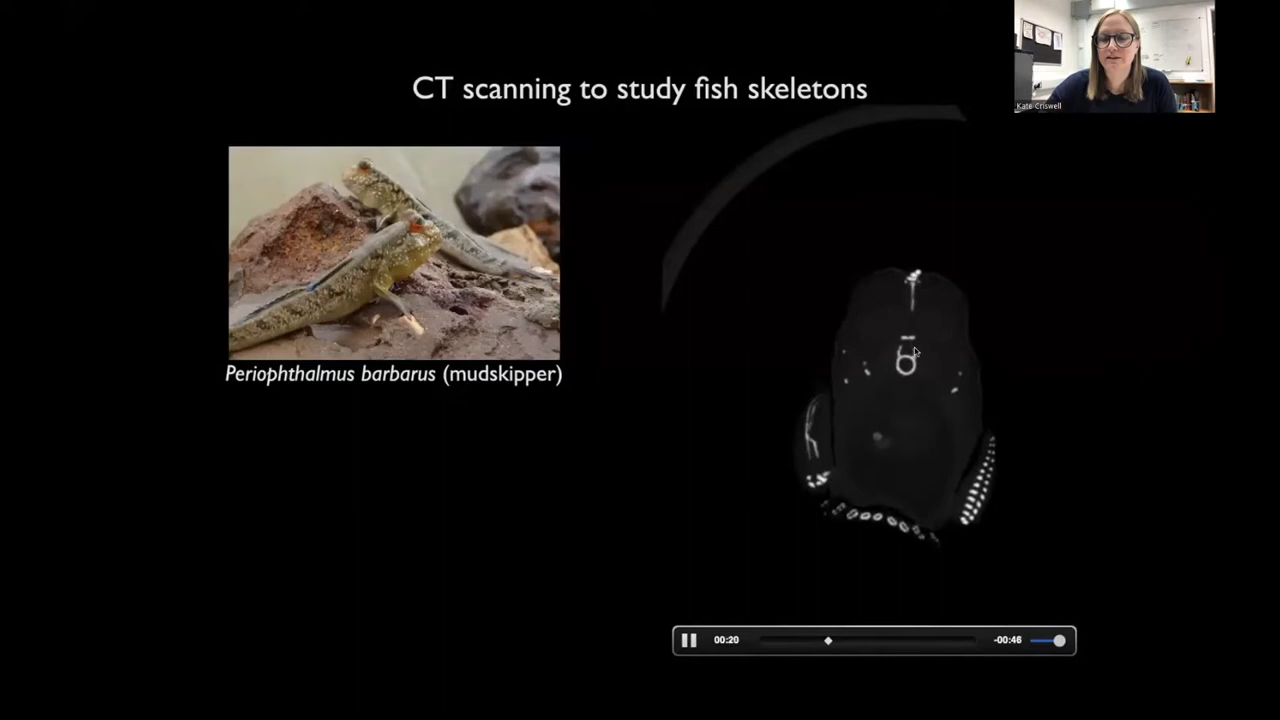 CT scanning to study fish skeletons
Kate Criswell
Periophthalmus barbarus (mudskipper)
00:20
-00:46